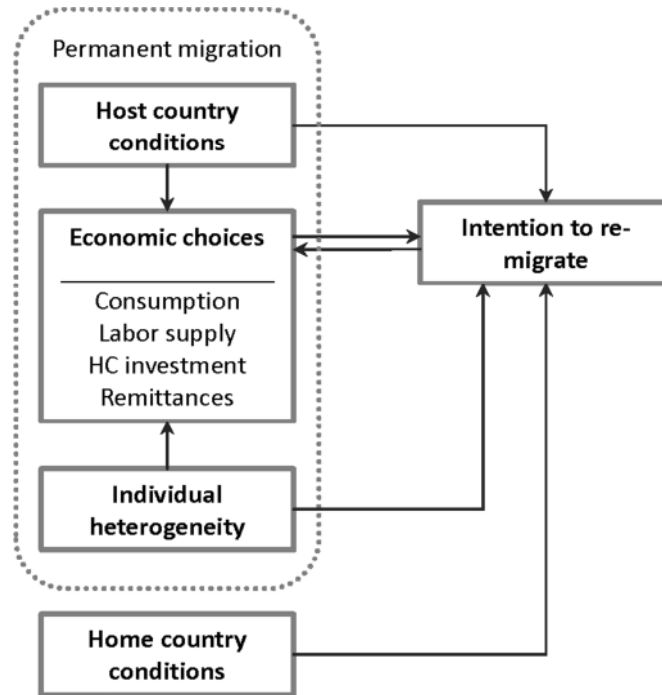 Permanent migration
Host country
conditions
Economic choices
Consumption
Labor supply
HC investment
Remittances
Intention to re-
migrate
Individual
heterogeneity
Home country
conditions